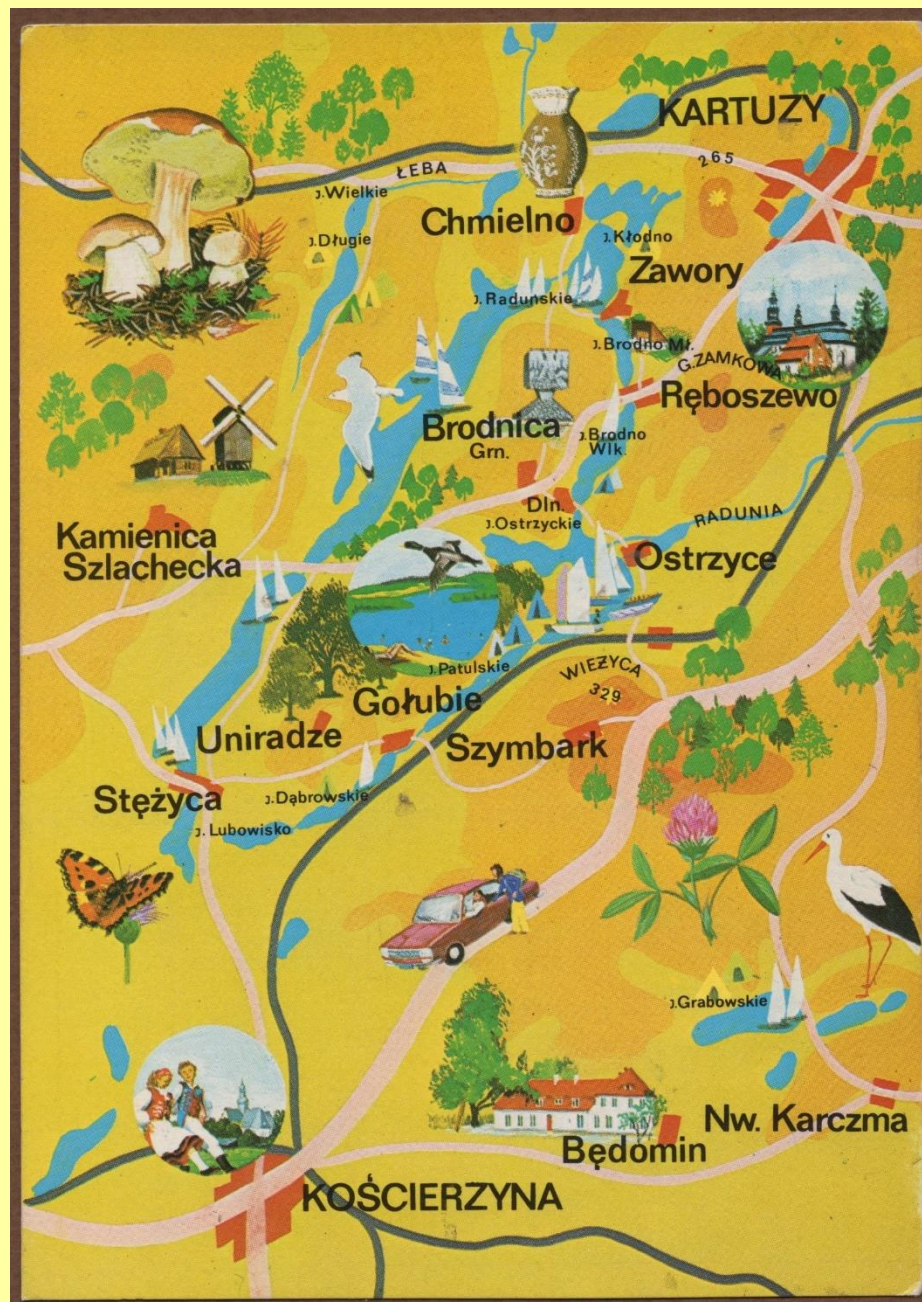 KARTUZY
265
ŁEBA
J.Wielkie
Chmielno
J.Długie
J.Kłodno
Zawory
J.Raduńskie
J.Brodno Mł.
G.ZAMKOWA
Ręboszewo
Brodnica
Grn.
J.Brodno
Wlk.
Dln.
J.Ostrzyckie
RADUNIA
Kamienica
Szlachecka
Ostrzyce
J.Patulskie
WIEŻYCA
329
Gołubie
Uniradze
Szymbark
Stężyca
J.Dąbrowskie
J.Lubowisko
J.Grabowskie
Nw. Karczma
Będomin
KOŚCIERZYNA